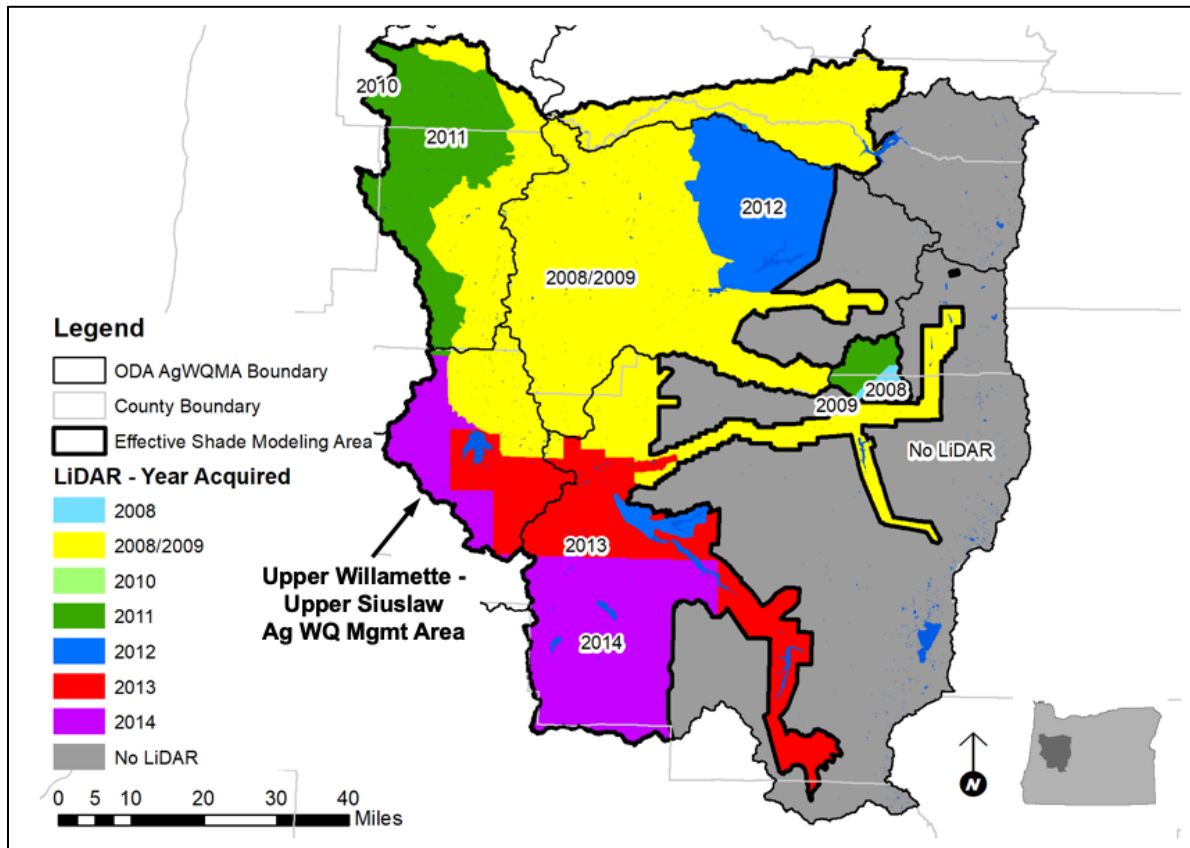 2010
2011
2012
2008/2009
2008
2009
No LiDAR
2013
2014
Upper Willamette -
Upper Siuslaw
Ag WQ Mgmt Area
Legend
ODA AgWQMA Boundary
County Boundary
Effective Shade Modeling Area
LiDAR - Year Acquired
2008
2008/2009
2010
2011
2012
2013
2014
No LiDAR
0 5 10 20 30 40
Miles
N